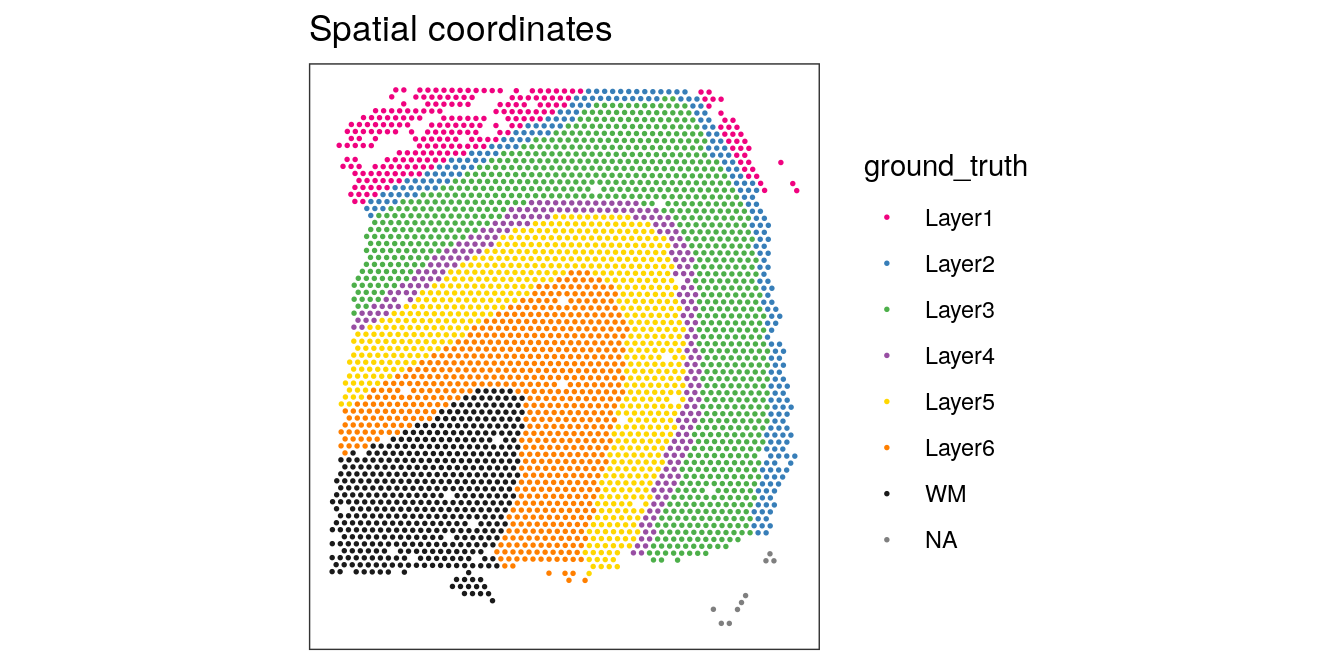 Spatial coordinates
ground_truth
Layer1
Layer2
Layer3
Layer4
Layer5
Layer6
WM
NA